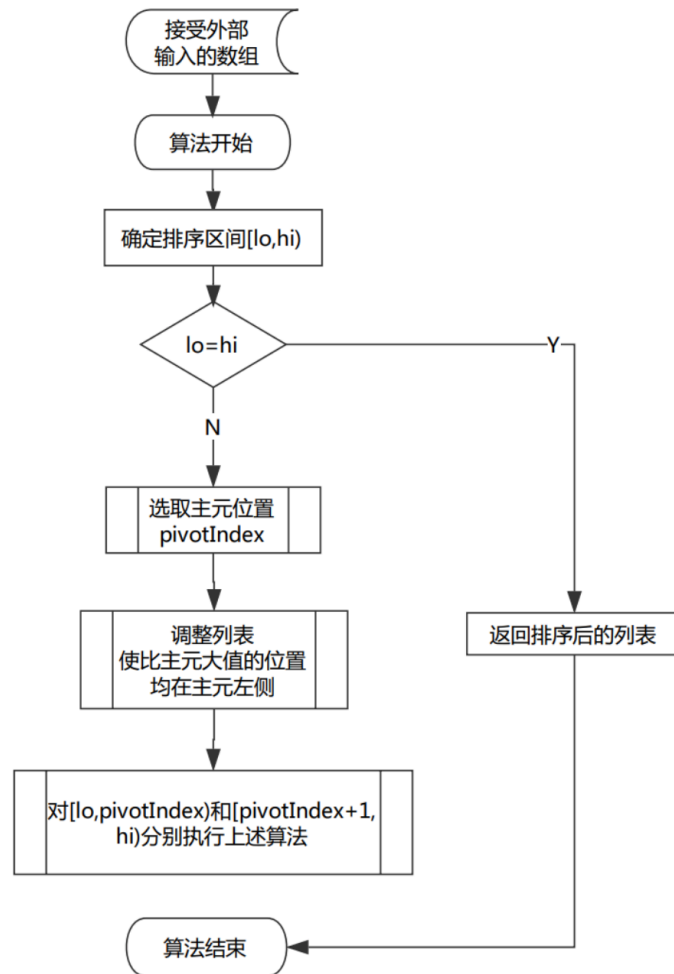 接受外部
输入的数组
算法开始
确定排序区间[lo,hi)
lo=hi
Y
N
选取主元位置
pivotIndex
调整列表
使比主元大值的位置
均在主元左侧
返回排序后的列表
对[lo,pivotIndex)和[pivotIndex+1,
hi)分别执行上述算法
算法结束